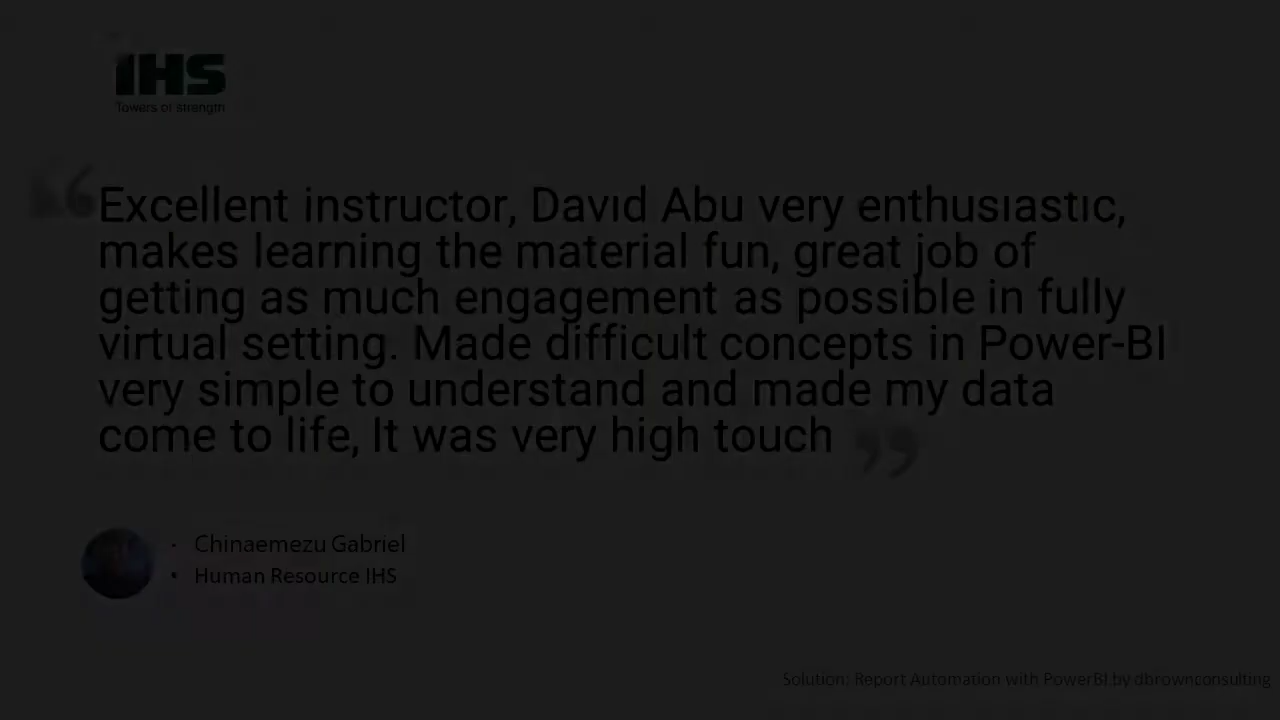 IHS
Towers of strength
“Excellent instructor, David Abu very enthusiastic,
makes learning the material fun, great job of
getting as much engagement as possible in fully
virtual setting. Made difficult concepts in Power-BI
very simple to understand and made my data
come to life, It was very high touch ”
• Chinaemezu Gabriel
• Human Resource IHS
Solution: Report Automation with PowerBI by dbrownconsulting